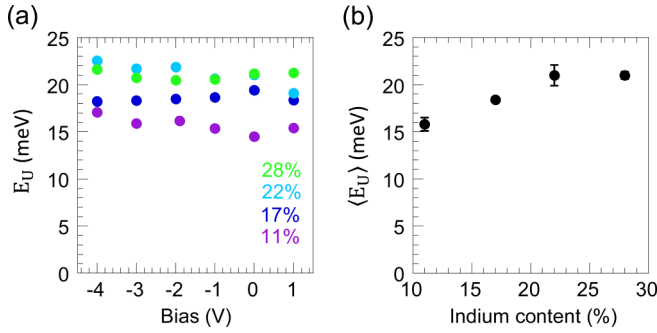 (a)
25
20
15
10
5
0
E_U (meV)
28%
22%
17%
11%
-4 -3 -2 -1 0 1
Bias (V)
(b)
25
20
15
10
5
0
⟨E_U⟩ (meV)
10 15 20 25 30
Indium content (%)